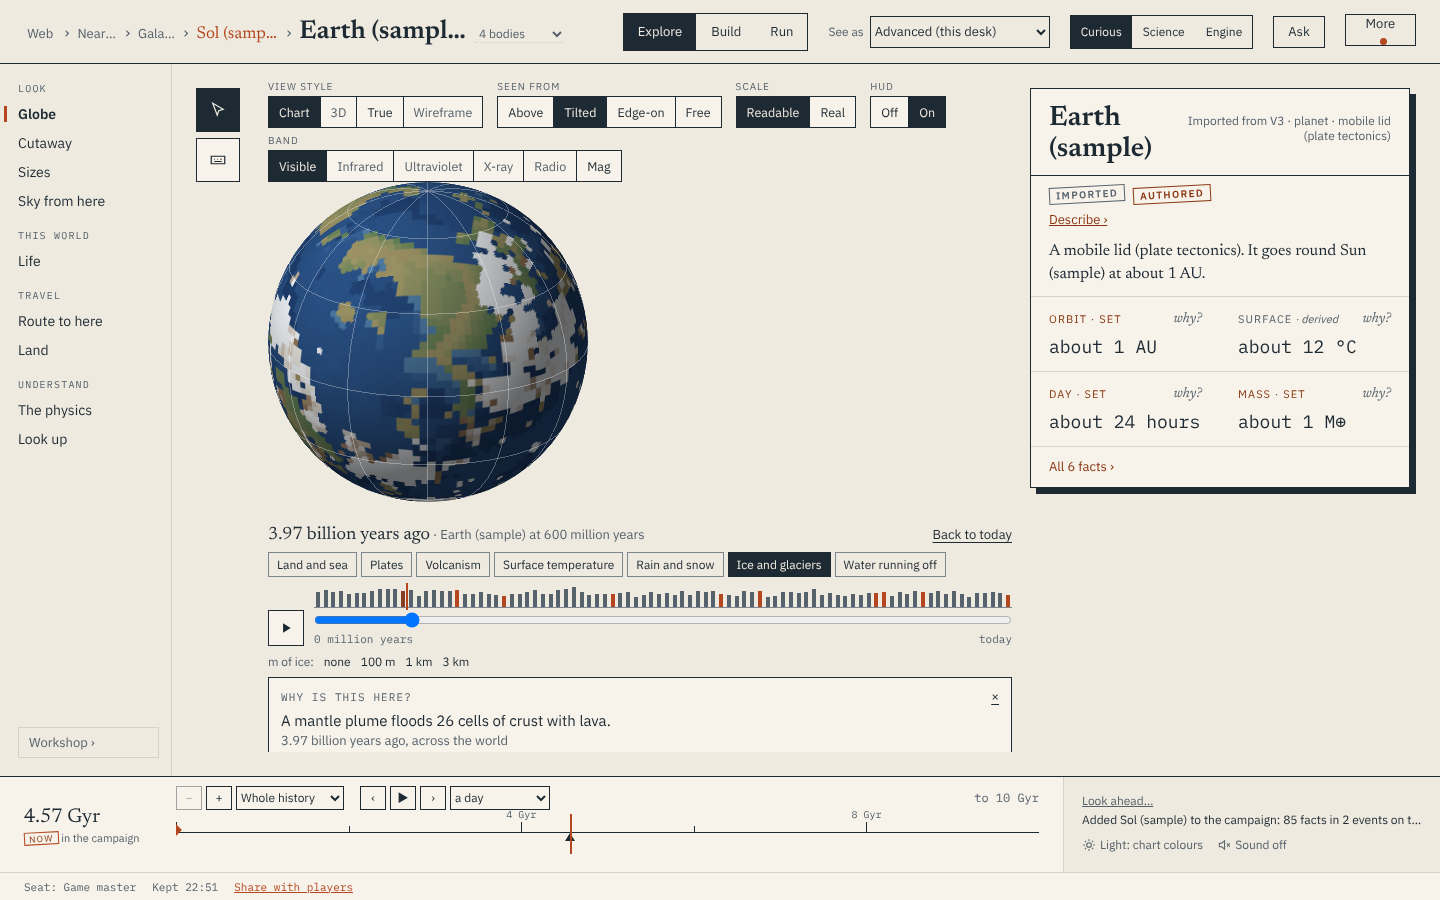 Web › Near... › Gala... › Sol (samp... › Earth (sampl... 4 bodies
Explore Build Run
See as Advanced (this desk)
Curious Science Engine
Ask
More
LOOK
Globe
Cutaway
Sizes
Sky from here
THIS WORLD
Life
TRAVEL
Route to here
Land
UNDERSTAND
The physics
Look up
Workshop ›
VIEW STYLE
Chart 3D True Wireframe
SEEN FROM
Above Tilted Edge-on Free
SCALE
Readable Real
HUD
Off On
BAND
Visible Infrared Ultraviolet X-ray Radio Mag
3.97 billion years ago · Earth (sample) at 600 million years
Back to today
Land and sea Plates Volcanism Surface temperature Rain and snow Ice and glaciers Water running off
0 million years today
m of ice: none 100 m 1 km 3 km
WHY IS THIS HERE? ×
A mantle plume floods 26 cells of crust with lava.
3.97 billion years ago, across the world
Earth
(sample)
Imported from V3 · planet · mobile lid
(plate tectonics)
IMPORTED AUTHORED
Describe ›
A mobile lid (plate tectonics). It goes round Sun
(sample) at about 1 AU.
ORBIT · SET why?
about 1 AU
SURFACE · derived why?
about 12 °C
DAY · SET why?
about 24 hours
MASS · SET why?
about 1 M⊕
All 6 facts ›
4.57 Gyr
NOW in the campaign
− + Whole history ‹ › a day
to 10 Gyr
4 Gyr 8 Gyr
Look ahead...
Added Sol (sample) to the campaign: 85 facts in 2 events on t...
Light: chart colours Sound off
Seat: Game master Kept 22:51 Share with players